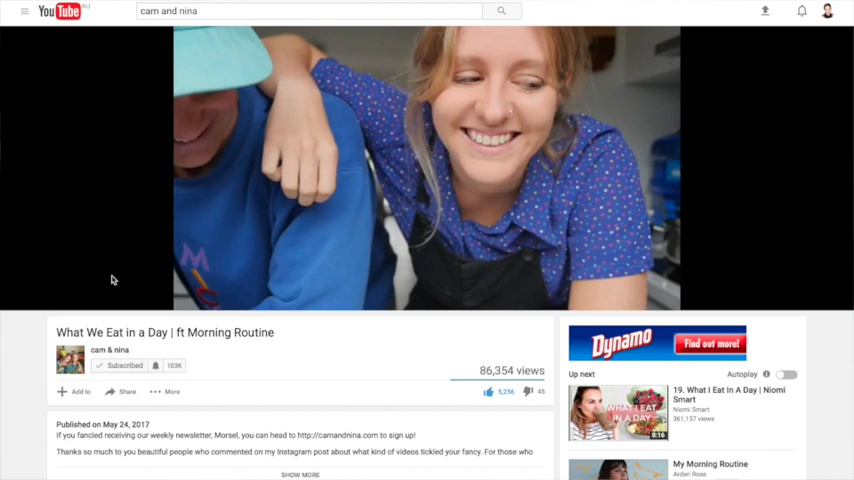 YouTube AU
cam and nina
MIC
What We Eat in a Day | ft Morning Routine
cam & nina
Subscribed 103K
86,354 views
Add to Share More
5,256 45
Published on May 24, 2017
If you fancied receiving our weekly newsletter, Morsel, you can head to http://camandnina.com to sign up!
Thanks so much to you beautiful people who commented on my Instagram post about what kind of videos tickled your fancy. For those who
SHOW MORE
Dynamo Find out more!
Up next Autoplay
WHAT I EAT
IN A DAY
8:16
19. What I Eat In A Day | Niomi
Smart
Niomi Smart
361,137 views
My Morning Routine
Arden Rose